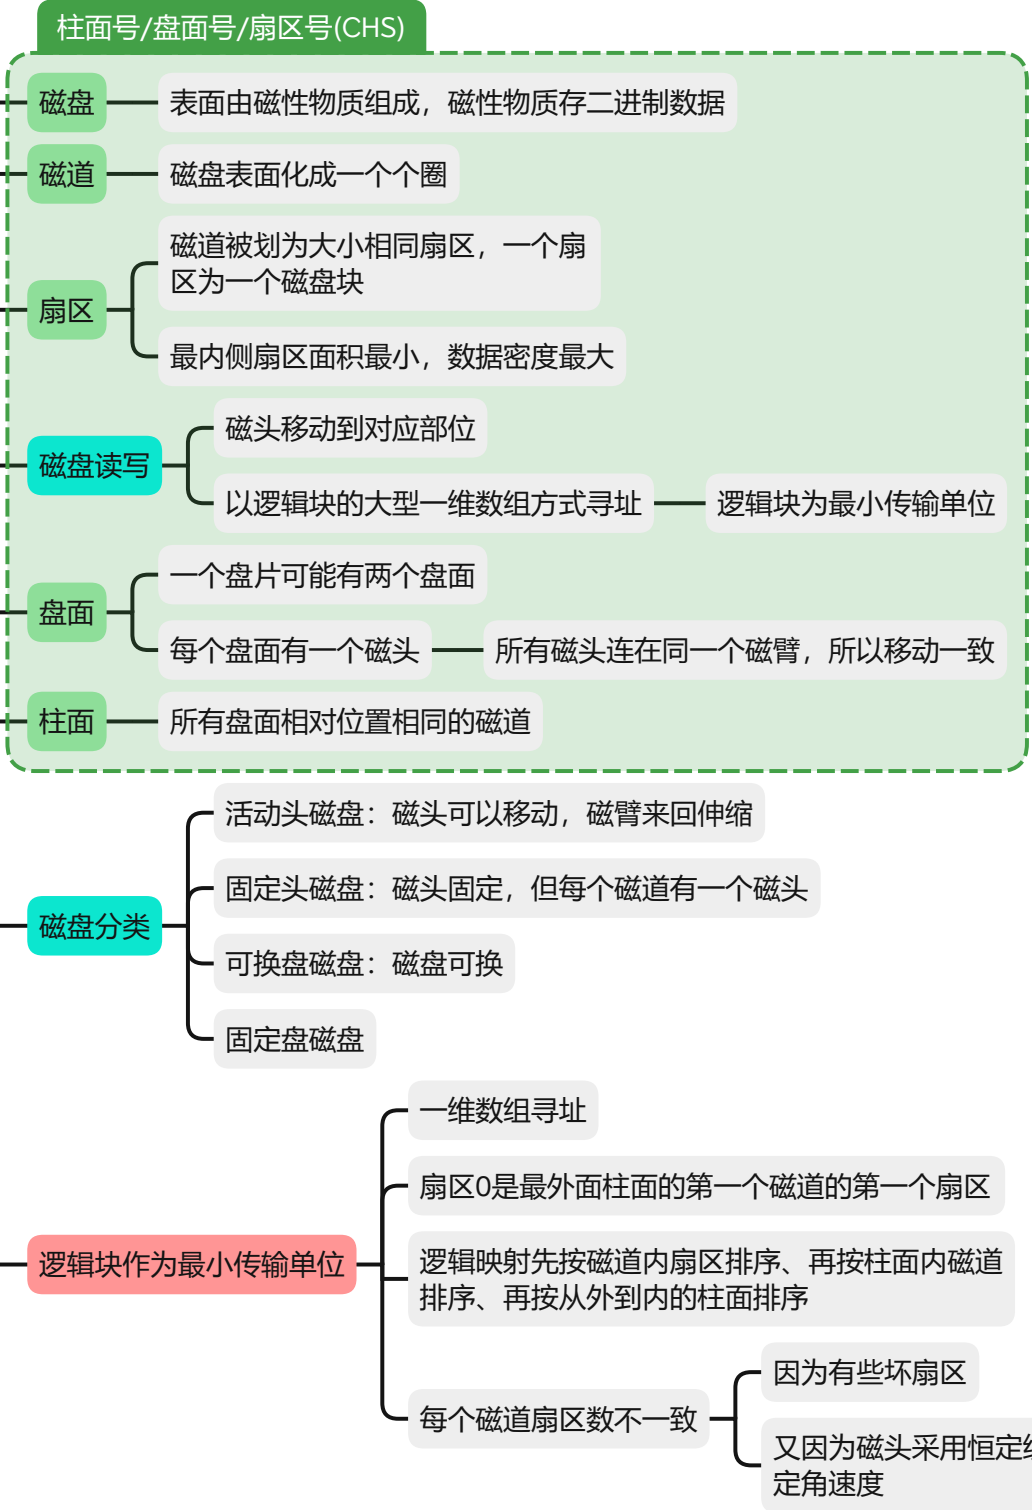 柱面号/盘面号/扇区号(CHS)
磁盘
表面由磁性物质组成，磁性物质存二进制数据
磁道
磁盘表面化成一个个圈
扇区
磁道被划为大小相同扇区，一个扇
区为一个磁盘块
最内侧扇区面积最小，数据密度最大
磁盘读写
磁头移动到对应部位
以逻辑块的大型一维数组方式寻址
逻辑块为最小传输单位
盘面
一个盘片可能有两个盘面
每个盘面有一个磁头
所有磁头连在同一个磁臂，所以移动一致
柱面
所有盘面相对位置相同的磁道
磁盘分类
活动头磁盘：磁头可以移动，磁臂来回伸缩
固定头磁盘：磁头固定，但每个磁道有一个磁头
可换盘磁盘：磁盘可换
固定盘磁盘
逻辑块作为最小传输单位
一维数组寻址
扇区0是最外面柱面的第一个磁道的第一个扇区
逻辑映射先按磁道内扇区排序、再按柱面内磁道
排序、再按从外到内的柱面排序
每个磁道扇区数不一致
因为有些坏扇区
又因为磁头采用恒定
定角速度